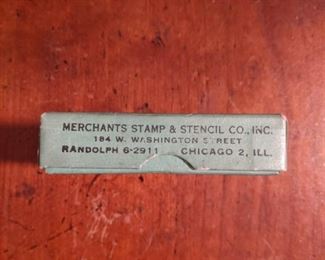 MERCHANTS STAMP & STENCIL CO., INC.
184 W. WASHINGTON STREET
RANDOLPH 6-2911 CHICAGO 2, ILL.